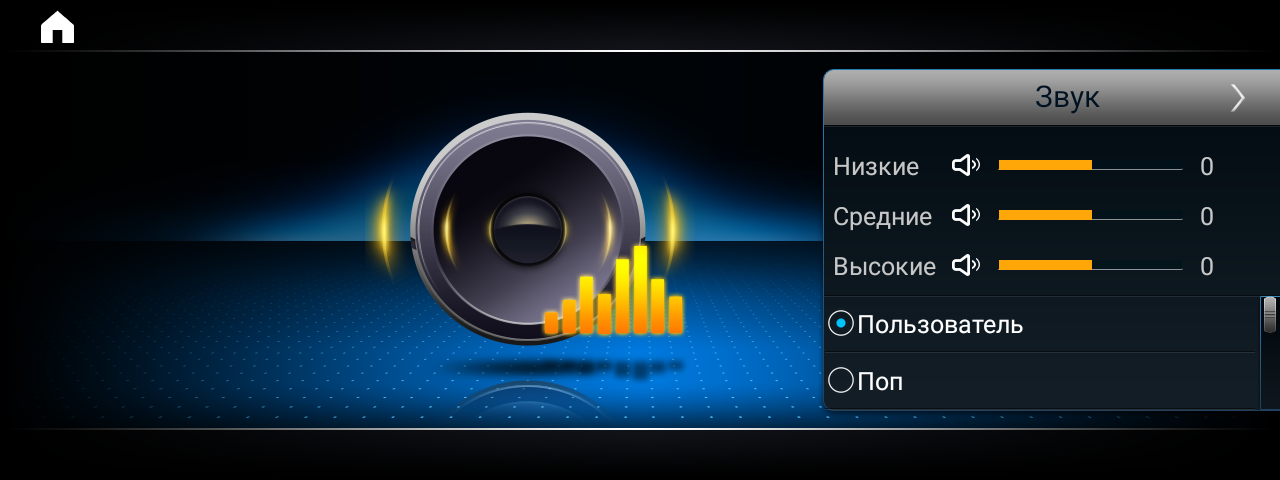 Звук
Низкие 0
Средние 0
Высокие 0
Пользователь
Поп